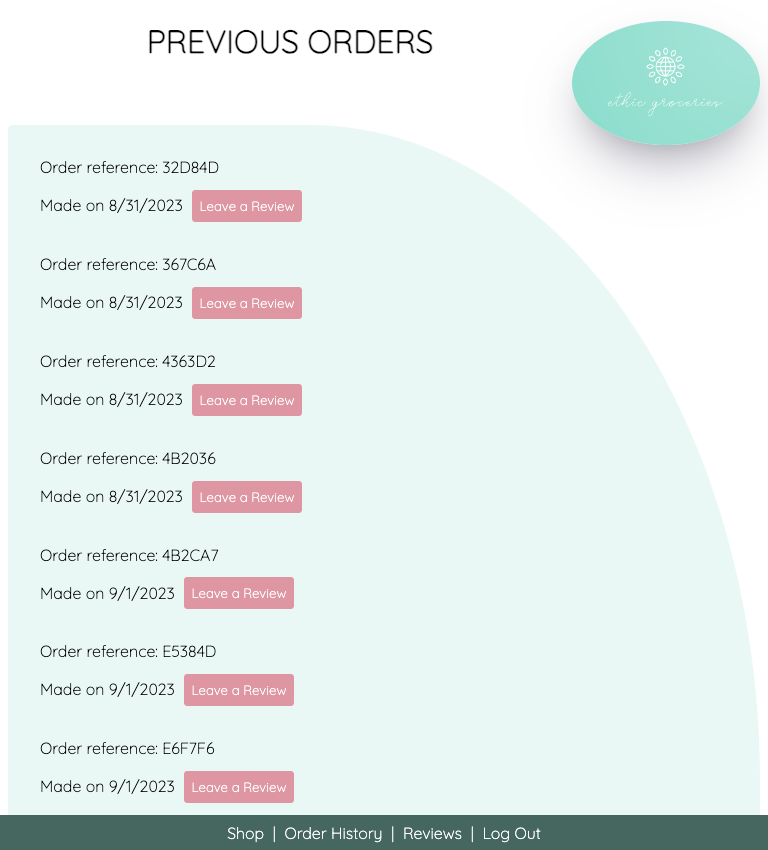 PREVIOUS ORDERS
ethic groceries
Order reference: 32D84D
Made on 8/31/2023 Leave a Review
Order reference: 367C6A
Made on 8/31/2023 Leave a Review
Order reference: 4363D2
Made on 8/31/2023 Leave a Review
Order reference: 4B2036
Made on 8/31/2023 Leave a Review
Order reference: 4B2CA7
Made on 9/1/2023 Leave a Review
Order reference: E5384D
Made on 9/1/2023 Leave a Review
Order reference: E6F7F6
Made on 9/1/2023 Leave a Review
Shop | Order History | Reviews | Log Out